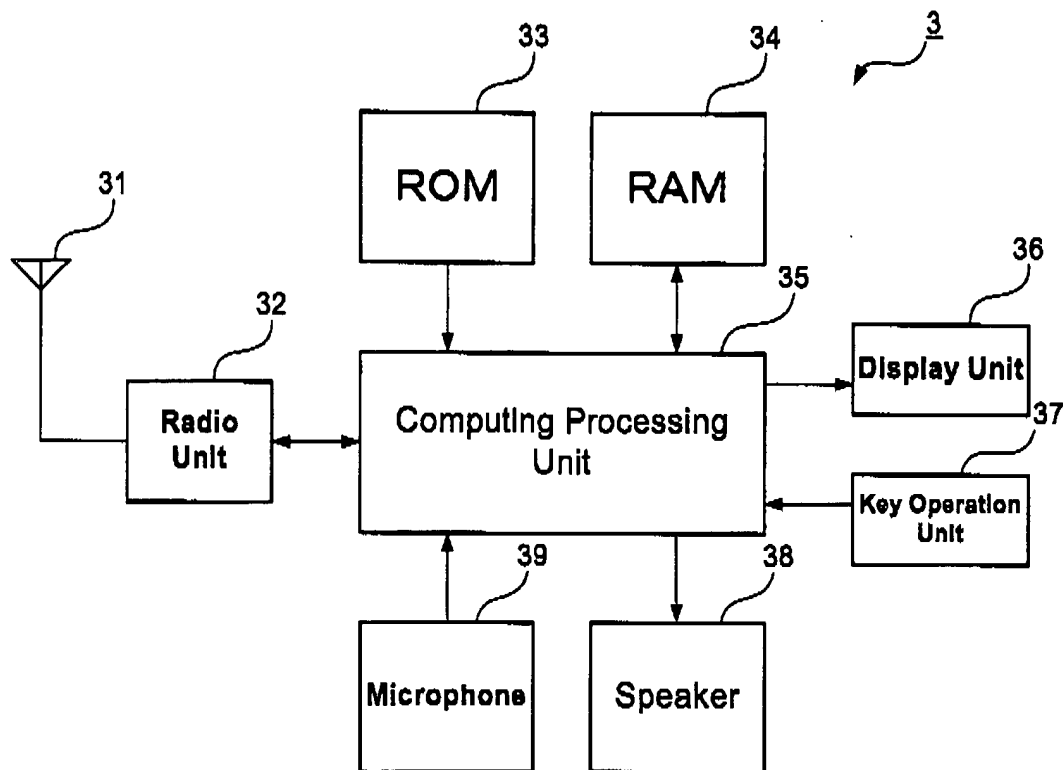 3
33
34
ROM
RAM
31
36
35
32
Display Unit
Computing Processing
Unit
Radio
Unit
37
Key Operation
Unit
39
38
Microphone
Speaker